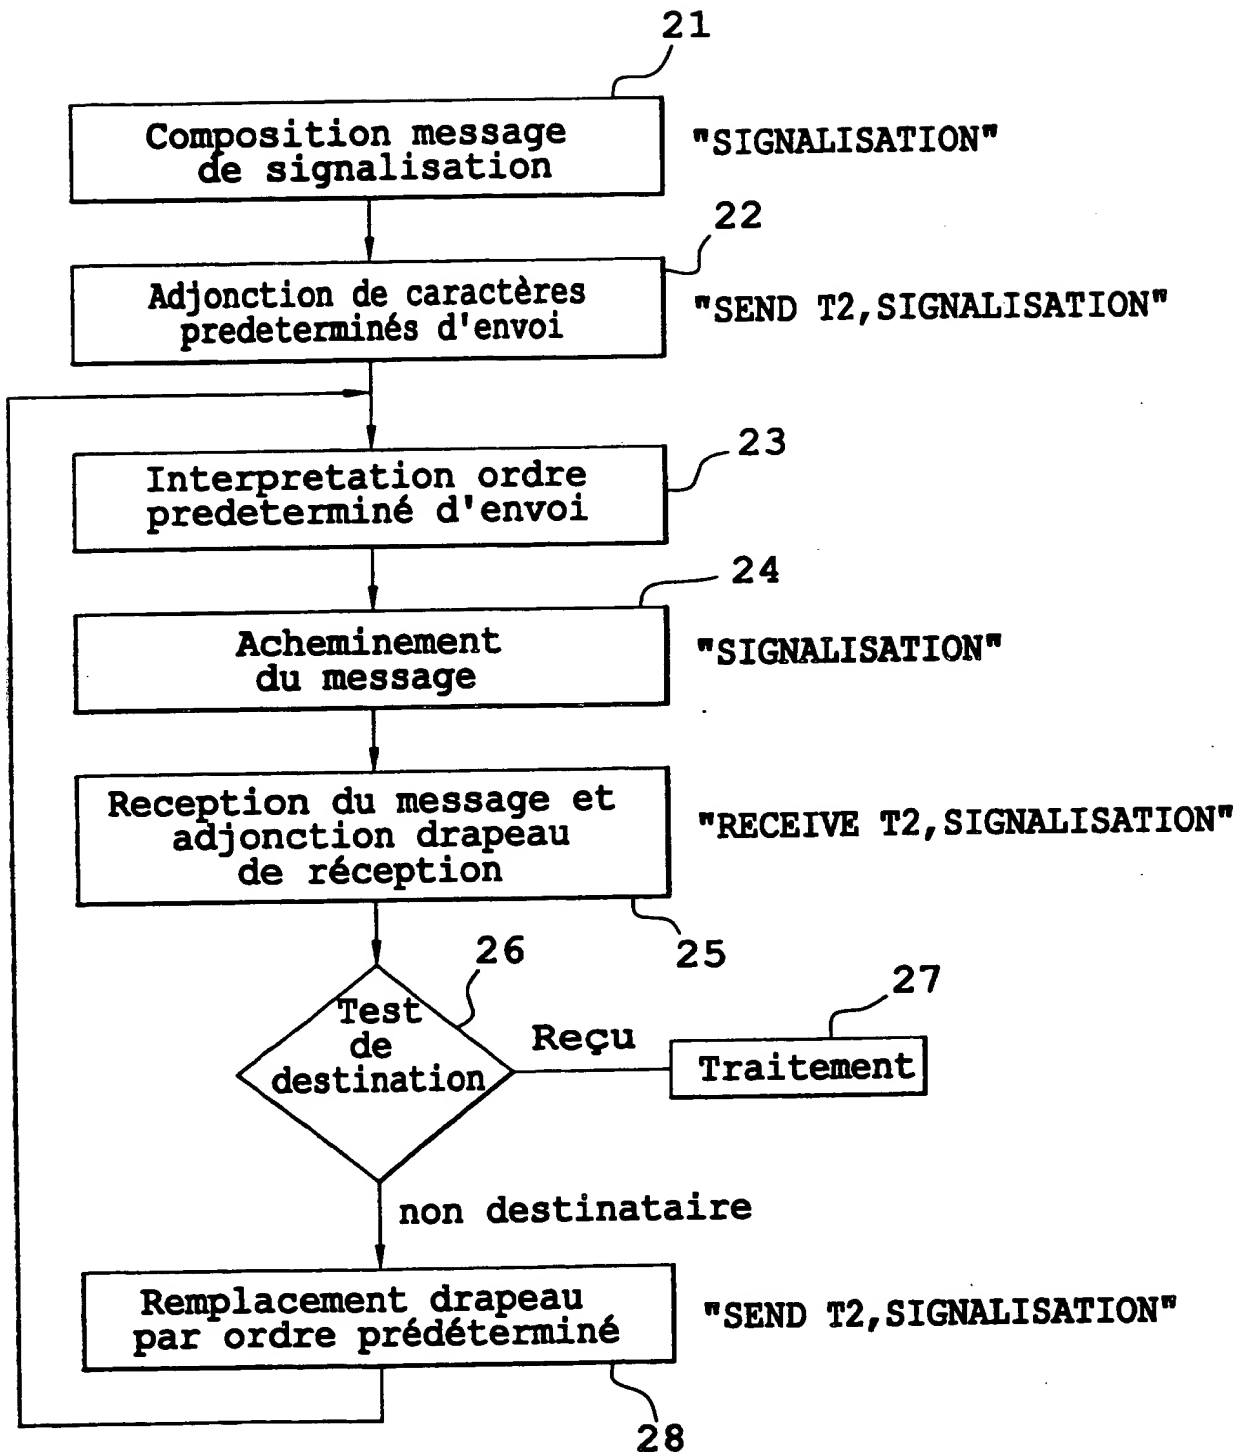 21
Composition message
de signalisation
"SIGNALISATION"
22
Adjonction de caractères
predeterminés d'envoi
"SEND T2,SIGNALISATION"
23
Interpretation ordre
predeterminé d'envoi
24
Acheminement
du message
"SIGNALISATION"
Reception du message et
adjonction drapeau
de réception
"RECEIVE T2,SIGNALISATION"
25
26
Test
de
destination
Reçu
27
Traitement
non destinataire
Remplacement drapeau
par ordre prédéterminé
"SEND T2,SIGNALISATION"
28